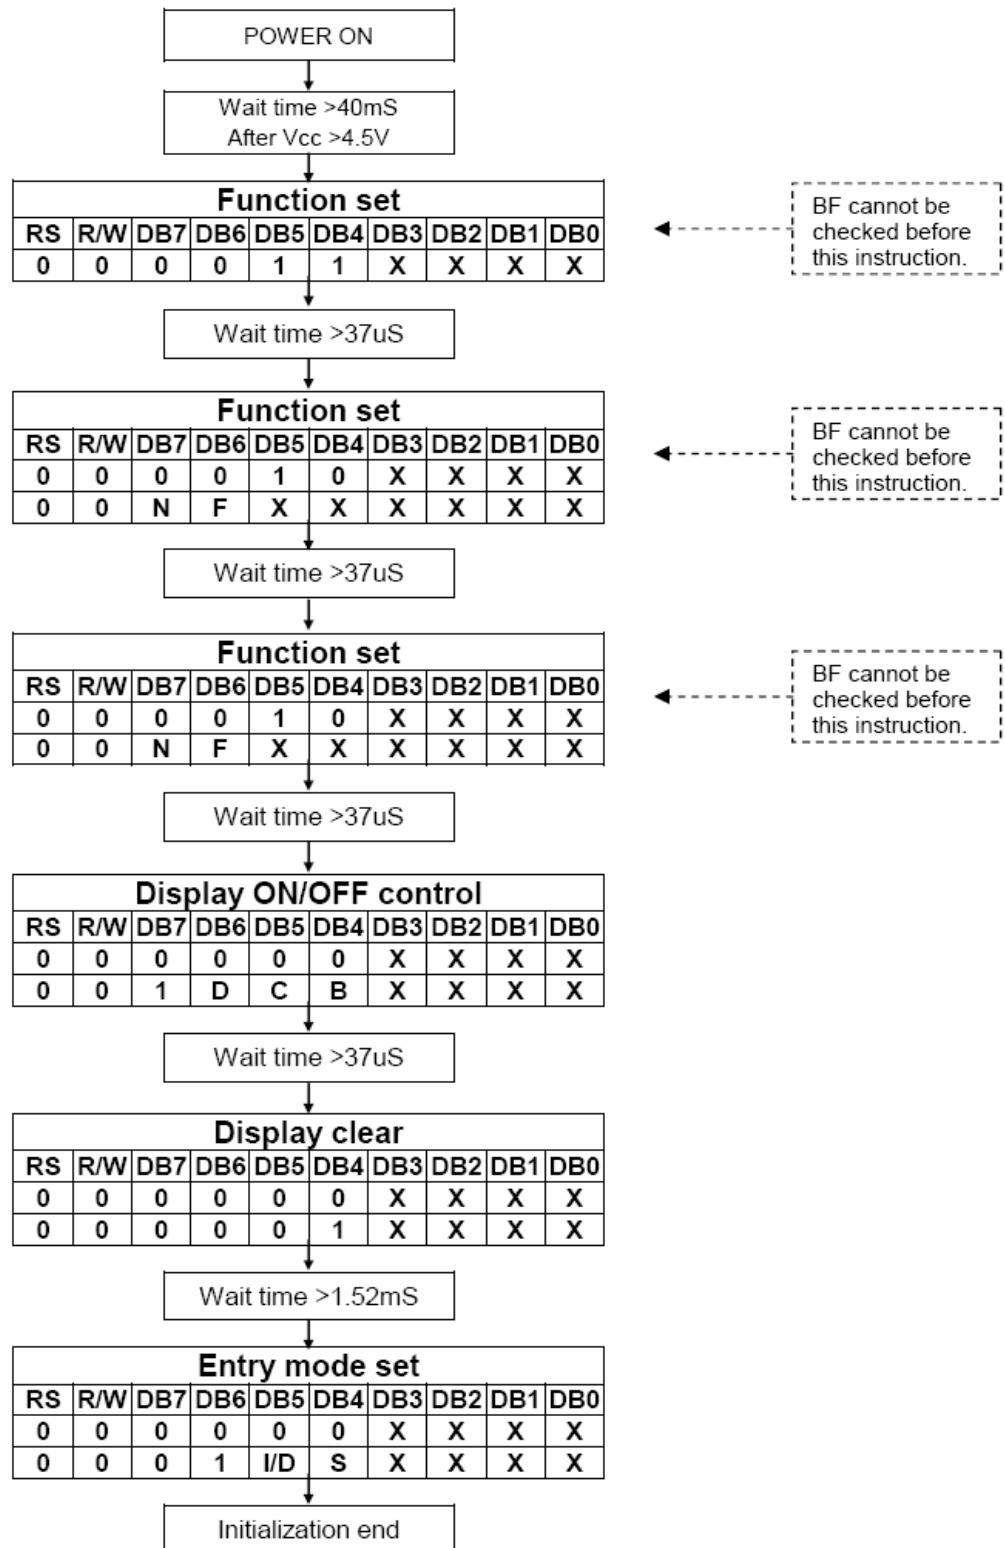 POWER ON
Wait time >40mS
After Vcc >4.5V
Function set
RS R/W DB7 DB6 DB5 DB4 DB3 DB2 DB1 DB0
0 0 0 0 1 1 X X X X
BF cannot be
checked before
this instruction.
Wait time >37uS
Function set
RS R/W DB7 DB6 DB5 DB4 DB3 DB2 DB1 DB0
0 0 0 0 1 0 X X X X
0 0 N F X X X X X X
BF cannot be
checked before
this instruction.
Wait time >37uS
Function set
RS R/W DB7 DB6 DB5 DB4 DB3 DB2 DB1 DB0
0 0 0 0 1 0 X X X X
0 0 N F X X X X X X
BF cannot be
checked before
this instruction.
Wait time >37uS
Display ON/OFF control
RS R/W DB7 DB6 DB5 DB4 DB3 DB2 DB1 DB0
0 0 0 0 0 0 X X X X
0 0 1 D C B X X X X
Wait time >37uS
Display clear
RS R/W DB7 DB6 DB5 DB4 DB3 DB2 DB1 DB0
0 0 0 0 0 0 X X X X
0 0 0 0 0 1 X X X X
Wait time >1.52mS
Entry mode set
RS R/W DB7 DB6 DB5 DB4 DB3 DB2 DB1 DB0
0 0 0 0 0 0 X X X X
0 0 0 1 I/D S X X X X
Initialization end